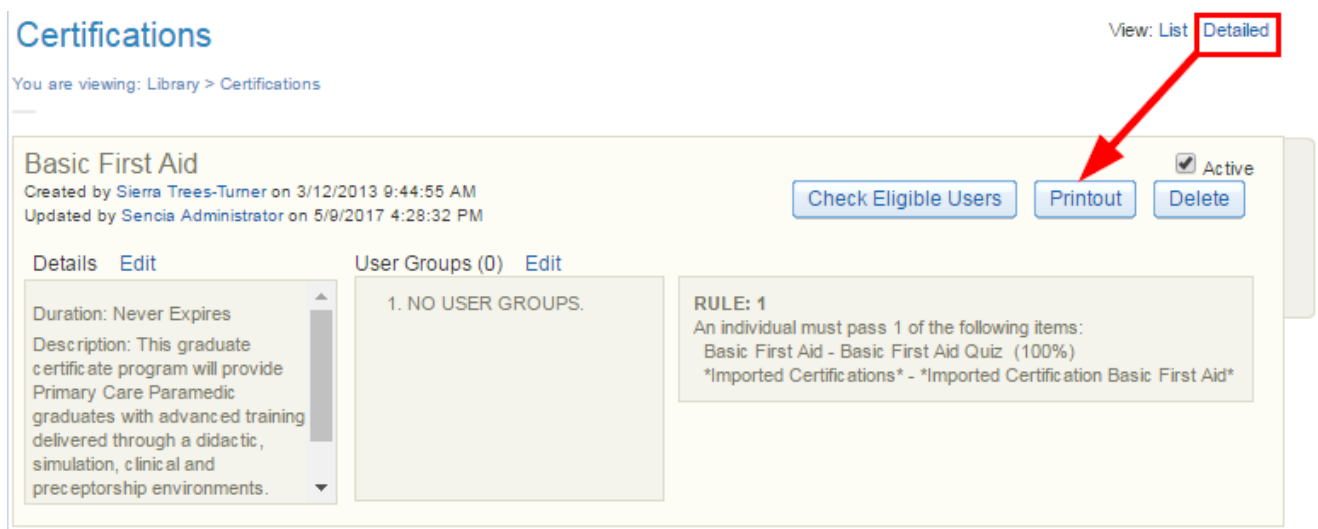 Certifications
View: List Detailed
You are viewing: Library > Certifications
Basic First Aid
Active
Created by Sierra Trees-Turner on 3/12/2013 9:44:55 AM
Updated by Sencia Administrator on 5/9/2017 4:28:32 PM
Check Eligible Users Printout Delete
Details Edit
Duration: Never Expires
Description: This graduate
certificate program will provide
Primary Care Paramedic
graduates with advanced training
delivered through a didactic,
simulation, clinical and
preceptorship environments.
User Groups (0) Edit
1. NO USER GROUPS.
RULE: 1
An individual must pass 1 of the following items:
Basic First Aid - Basic First Aid Quiz (100%)
*Imported Certifications* - *Imported Certification Basic First Aid*